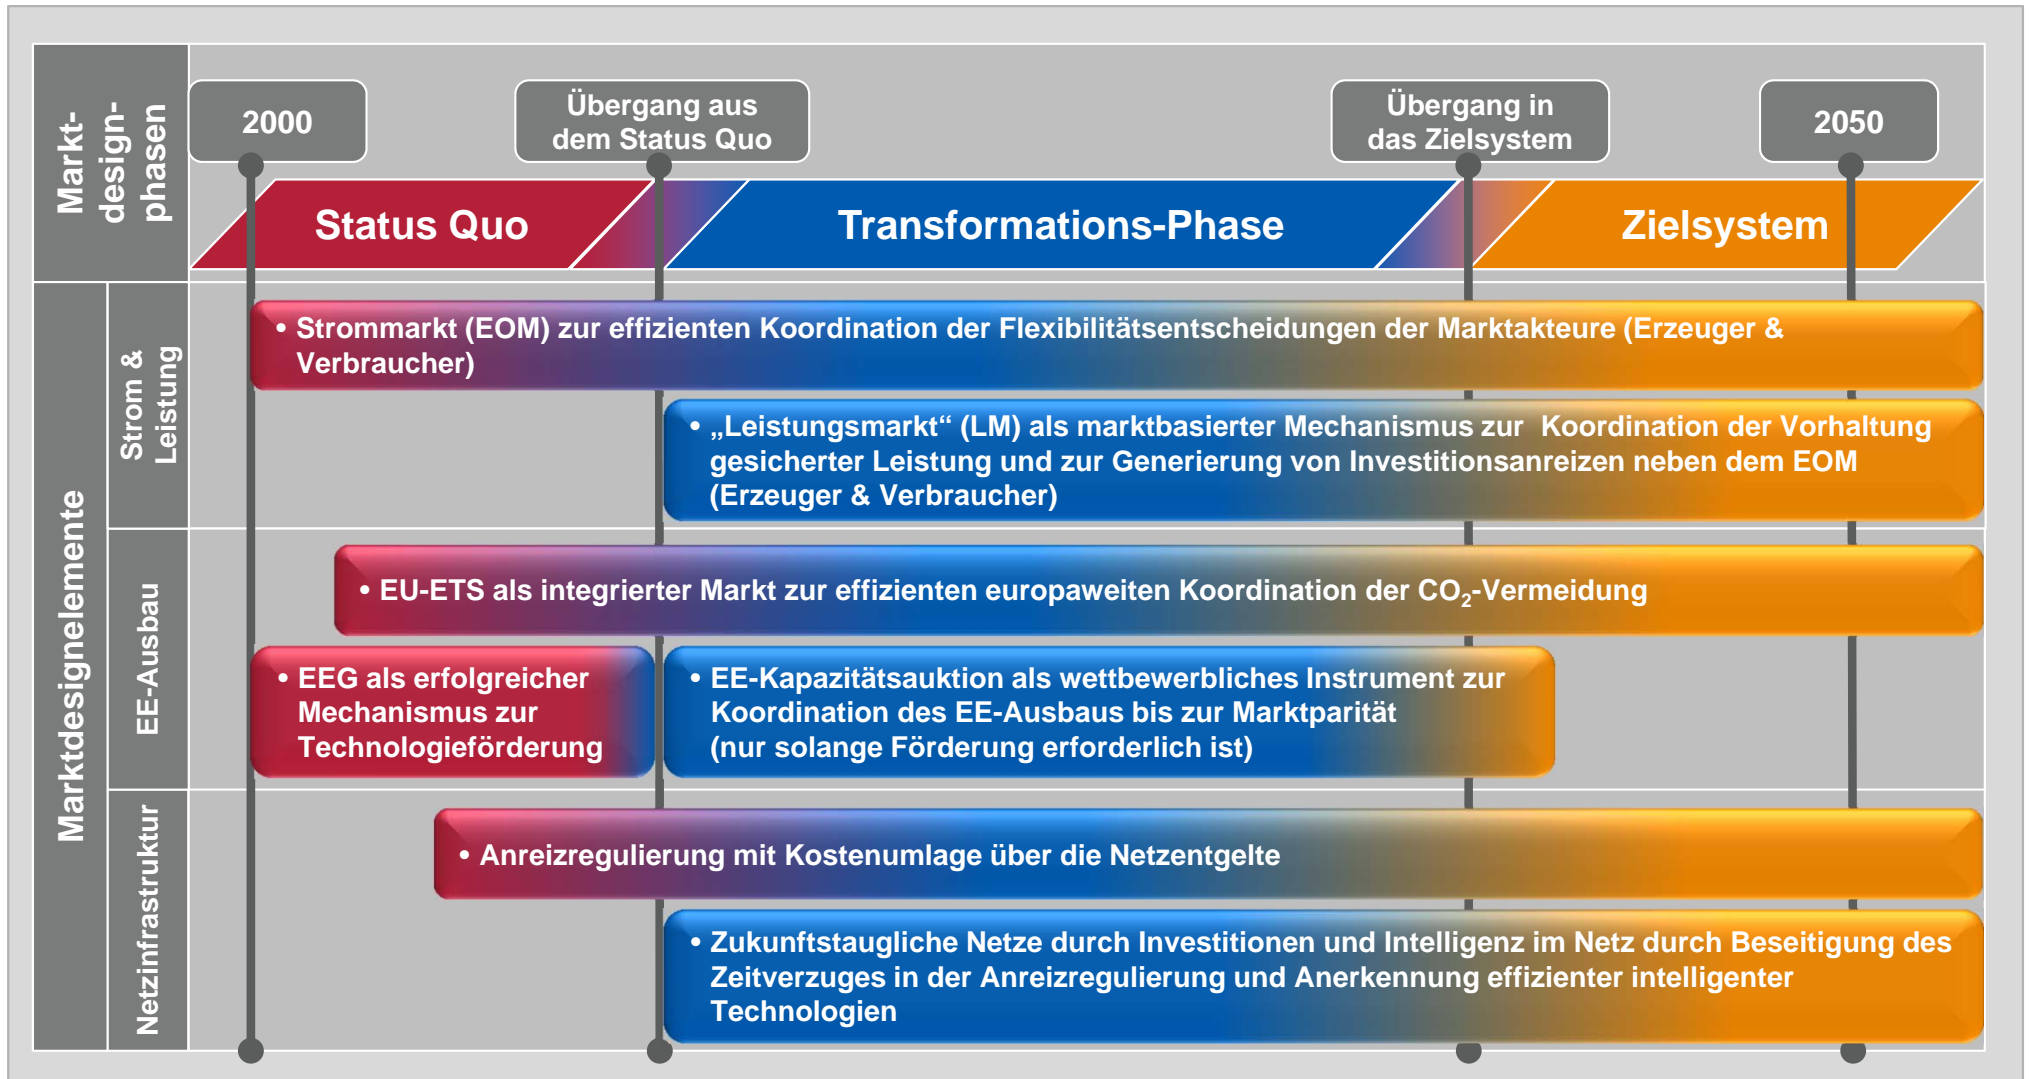 Markt-
design-
phasen
2000
Übergang aus
dem Status Quo
Übergang in
das Zielsystem
2050
Status Quo
Transformations-Phase
Zielsystem
Marktdesignelemente
Strom &
Leistung
• Strommarkt (EOM) zur effizienten Koordination der Flexibilitätsentscheidungen der Marktakteure (Erzeuger &
Verbraucher)
• „Leistungsmarkt“ (LM) als marktbasierter Mechanismus zur Koordination der Vorhaltung
gesicherter Leistung und zur Generierung von Investitionsanreizen neben dem EOM
(Erzeuger & Verbraucher)
EE-Ausbau
• EU-ETS als integrierter Markt zur effizienten europaweiten Koordination der CO₂-Vermeidung
• EEG als erfolgreicher
Mechanismus zur
Technologieförderung
• EE-Kapazitätsauktion als wettbewerbliches Instrument zur
Koordination des EE-Ausbaus bis zur Marktparität
(nur solange Förderung erforderlich ist)
Netzinfrastruktur
• Anreizregulierung mit Kostenumlage über die Netzentgelte
• Zukunftstaugliche Netze durch Investitionen und Intelligenz im Netz durch Beseitigung des
Zeitverzuges in der Anreizregulierung und Anerkennung effizienter intelligenter
Technologien